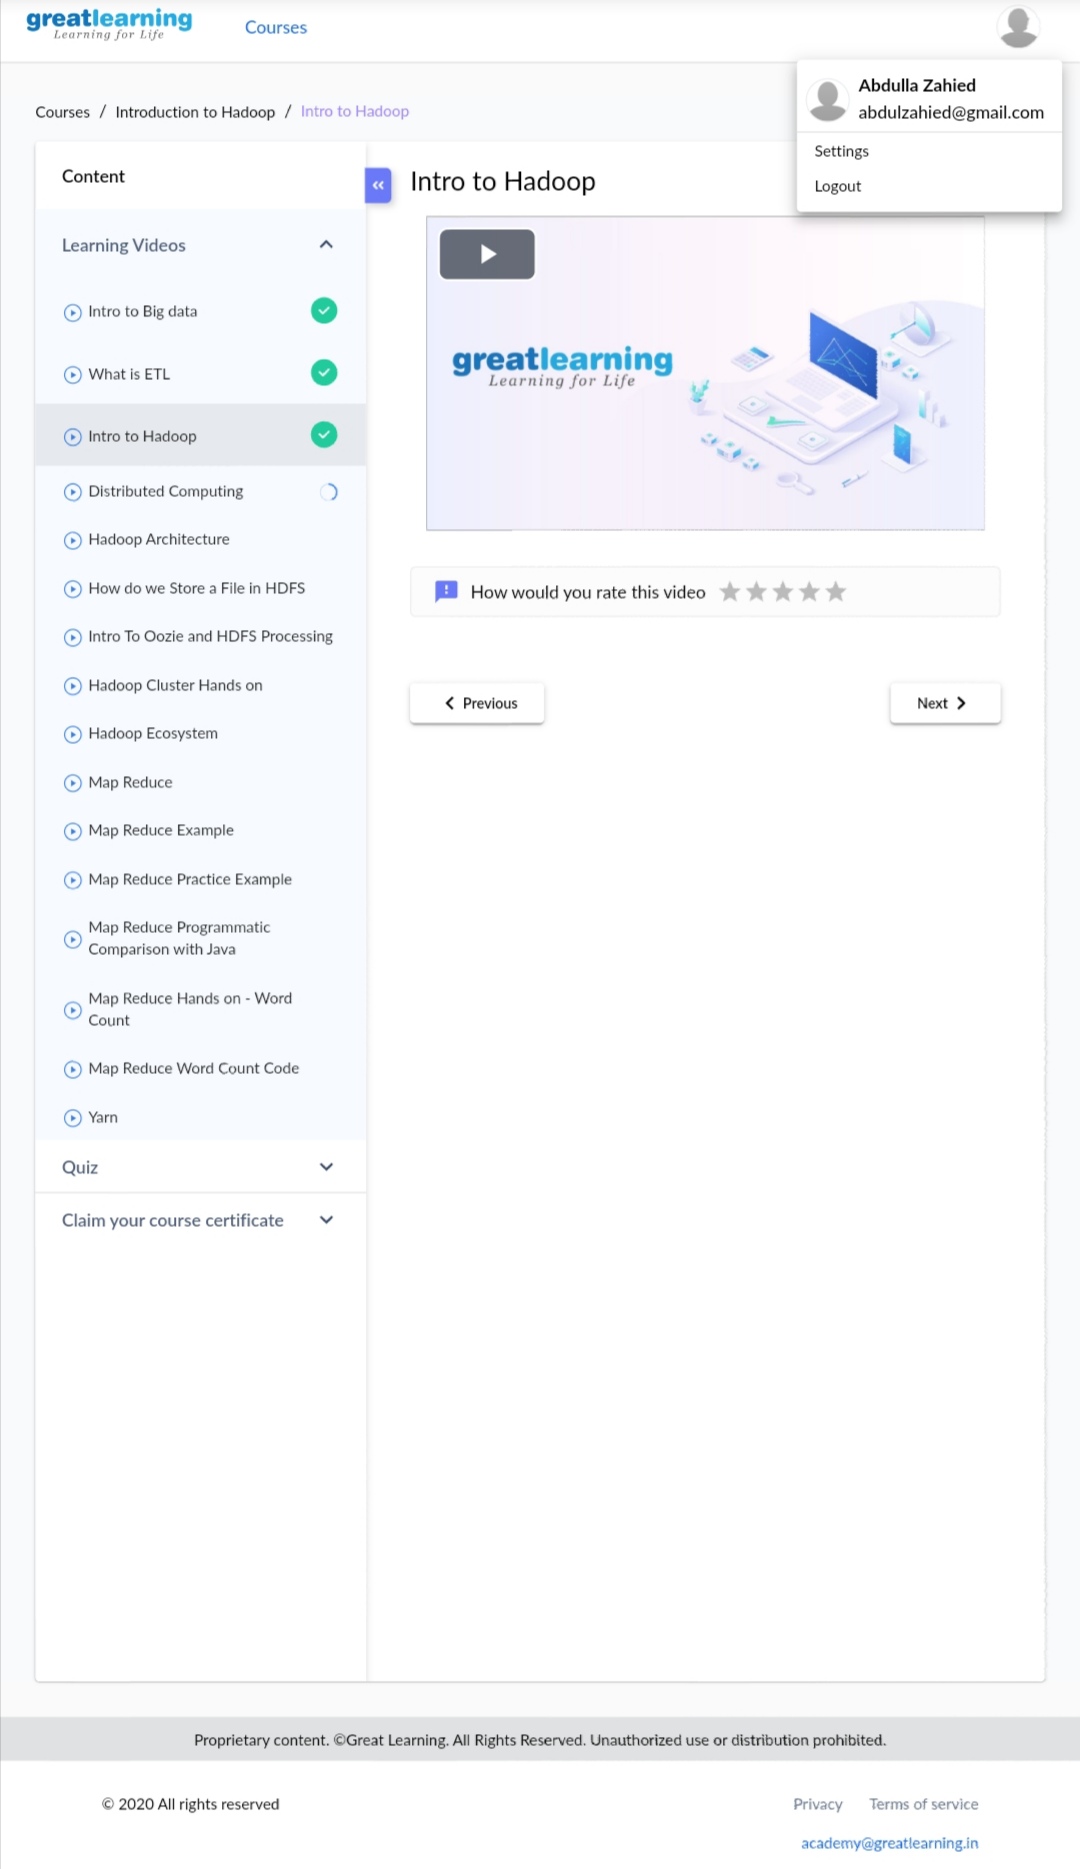 greatlearning
Learning for Life
Courses
Abdulla Zahied
abdulzahied@gmail.com
Settings
Logout
Courses / Introduction to Hadoop / Intro to Hadoop
Content
Learning Videos
Intro to Big data
What is ETL
Intro to Hadoop
Distributed Computing
Hadoop Architecture
How do we Store a File in HDFS
Intro To Oozie and HDFS Processing
Hadoop Cluster Hands on
Hadoop Ecosystem
Map Reduce
Map Reduce Example
Map Reduce Practice Example
Map Reduce Programmatic
Comparison with Java
Map Reduce Hands on - Word
Count
Map Reduce Word Count Code
Yarn
Quiz
Claim your course certificate
Intro to Hadoop
greatlearning
Learning for Life
How would you rate this video
Previous
Next
Proprietary content. ©Great Learning. All Rights Reserved. Unauthorized use or distribution prohibited.
© 2020 All rights reserved
Privacy
Terms of service
academy@greatlearning.in